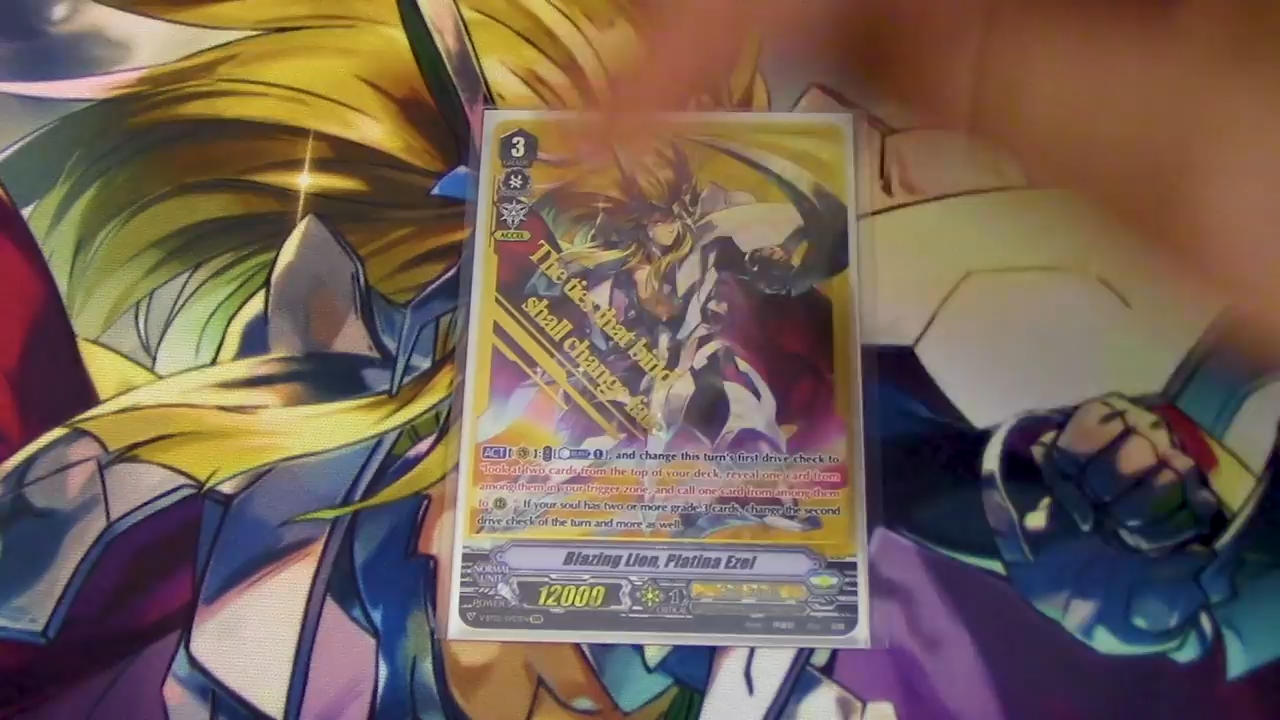 3
ACCEL
The ties that bind
shall change fate
ACT [ ]: [ BLAST 1 ], and change this turn's first drive check to
"look at two cards from the top of your deck, reveal one card from
among them in your trigger zone, and call one card from among them
to ". If your soul has two or more grade 3 cards, change the second
drive check of the turn and more as well.
Blazing Lion, Platina Ezel
NORMAL
UNIT
POWER 12000 1
CRITICAL